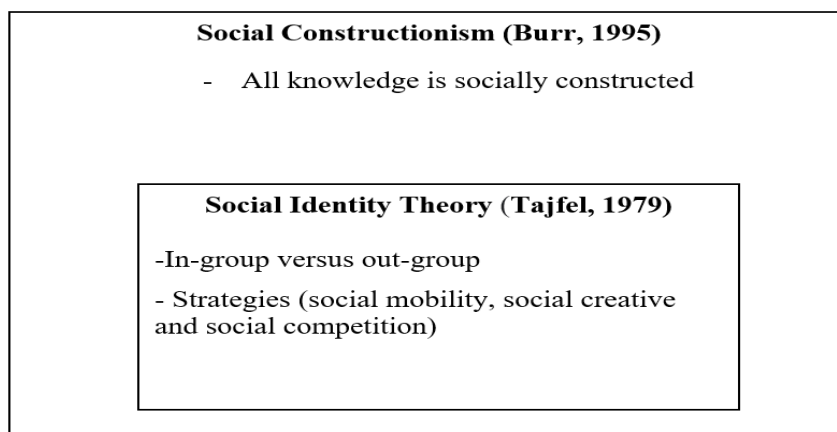 Social Constructionism (Burr, 1995)
- All knowledge is socially constructed
Social Identity Theory (Tajfel, 1979)
-In-group versus out-group
- Strategies (social mobility, social creative
and social competition)